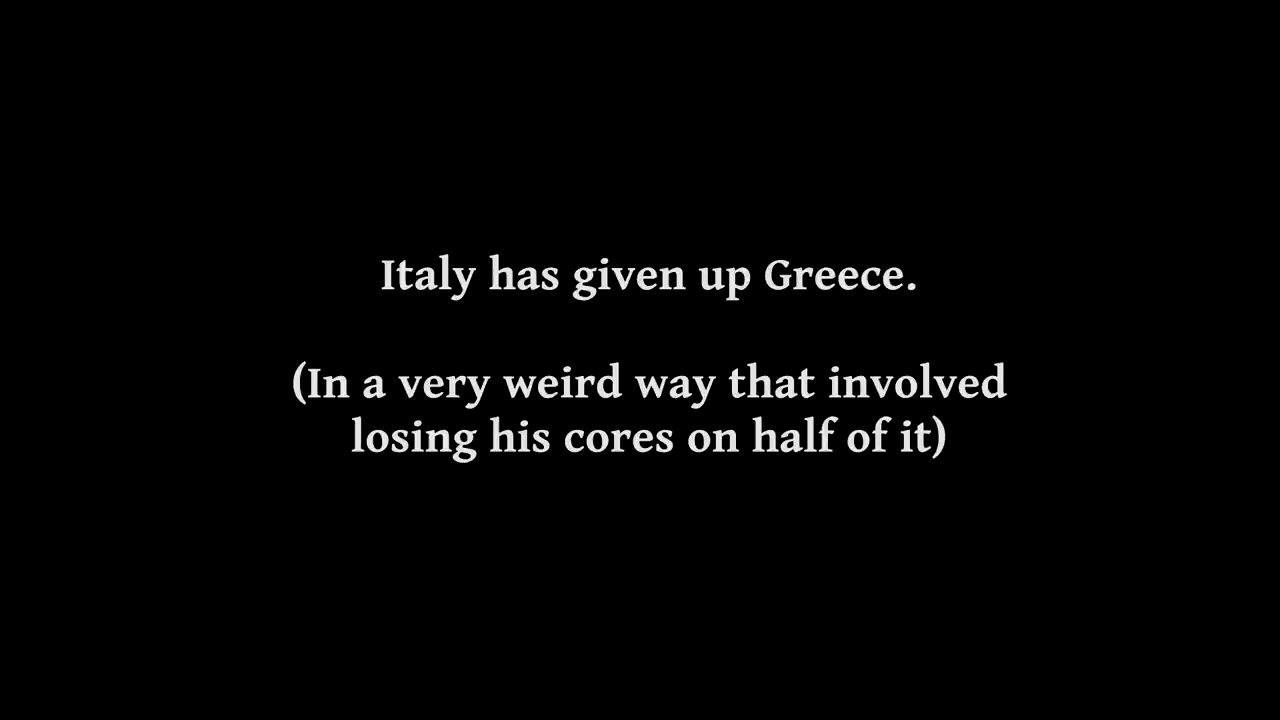 Italy has given up Greece.
(In a very weird way that involved
losing his cores on half of it)